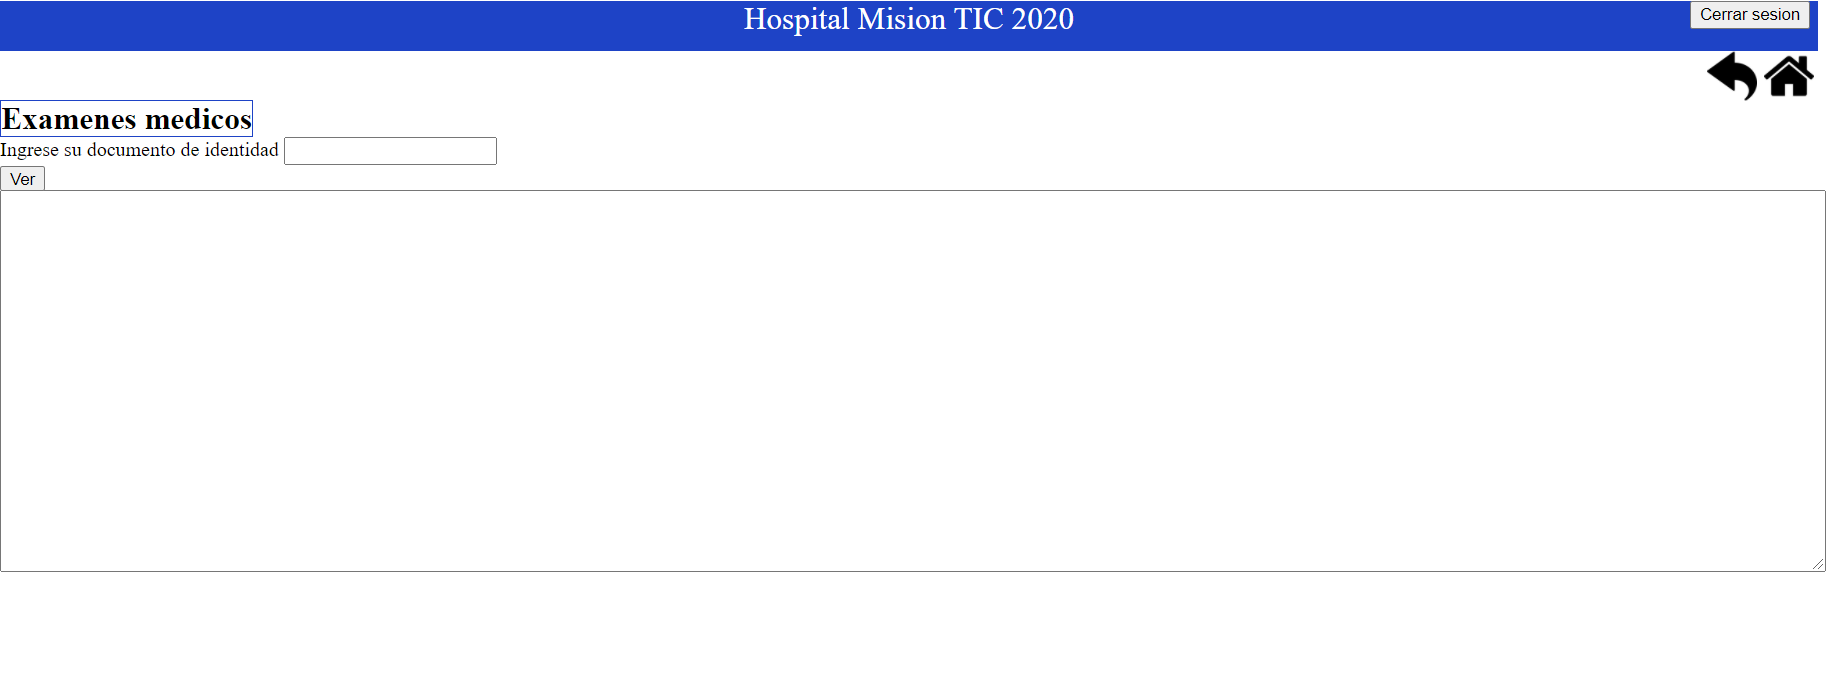 Hospital Mision TIC 2020
Cerrar sesion
Examenes medicos
Ingrese su documento de identidad
Ver